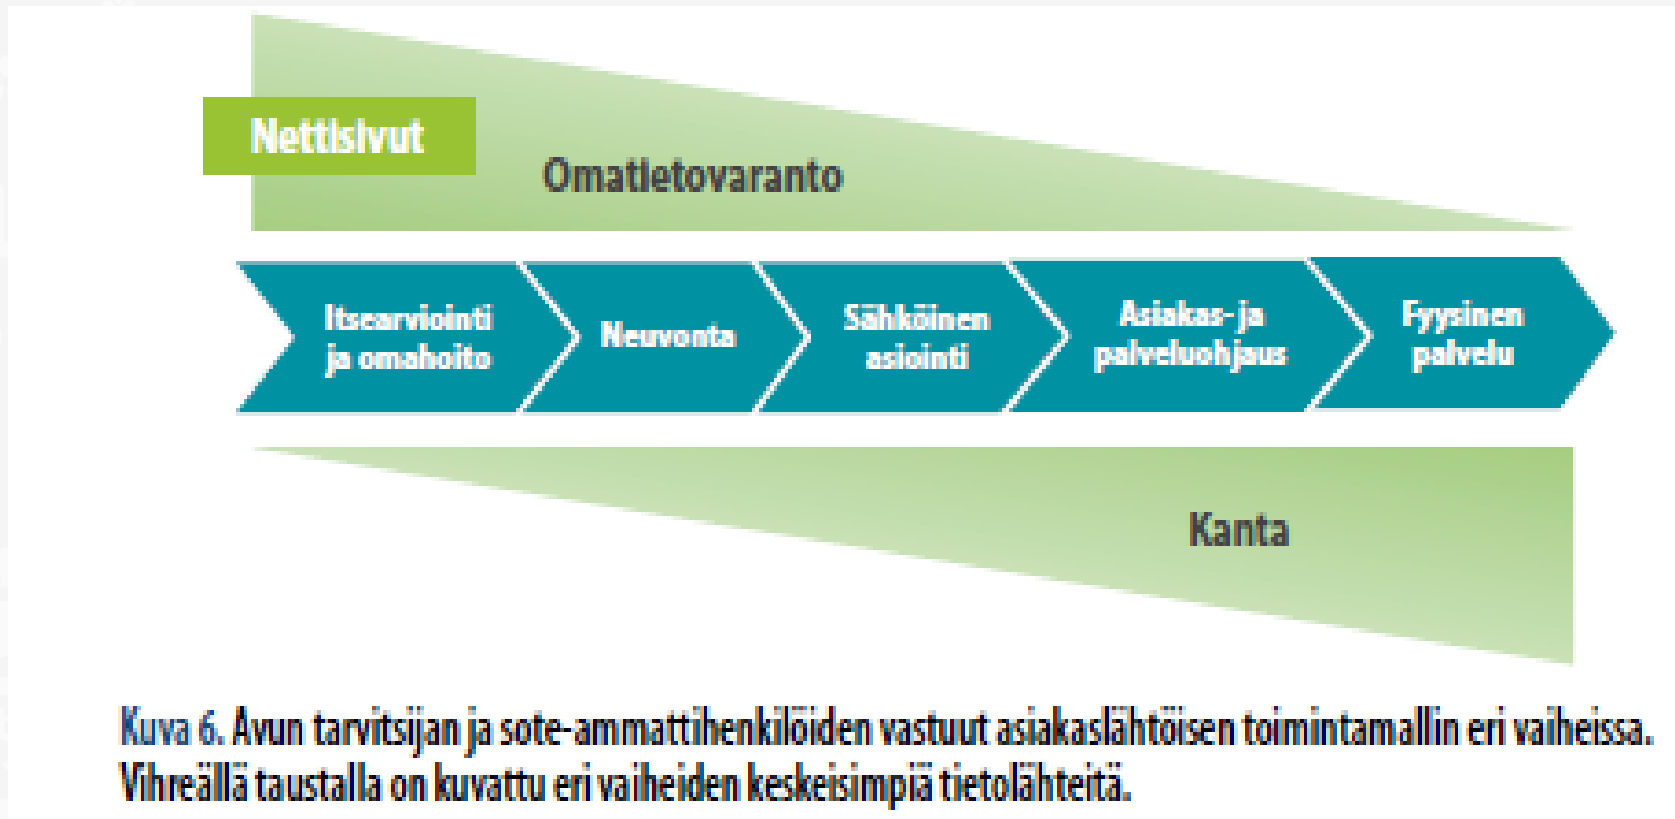 Nettisivut
Omatietovaranto
Itsearviointi
ja omahoito
Neuvonta
Sähköinen
asiointi
Asiakas- ja
palveluohjaus
Fyysinen
palvelu
Kanta
Kuva 6. Avun tarvitsijan ja sote-ammattihenkilöiden vastuut asiakaslähtöisen toimintamallin eri vaiheissa.
Vihreällä taustalla on kuvattu eri vaiheiden keskeisimpiä tietolähteitä.